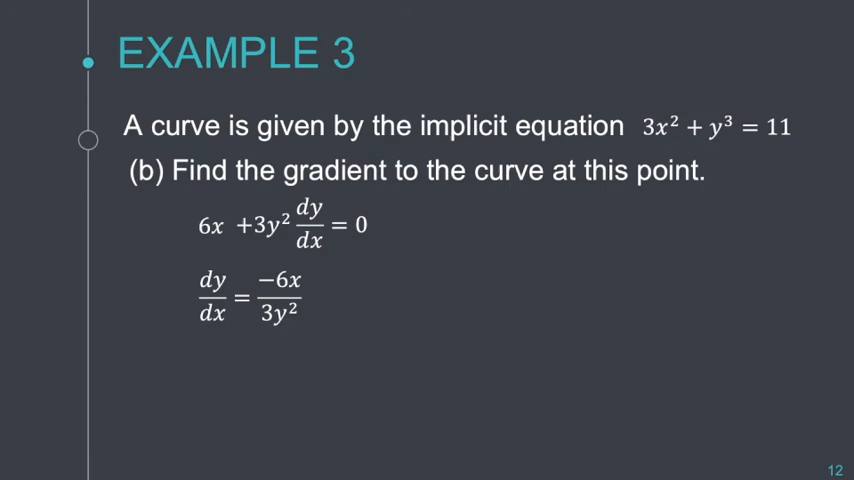 EXAMPLE 3
A curve is given by the implicit equation 3x² + y³ = 11
(b) Find the gradient to the curve at this point.
6x +3y² dy/dx = 0
dy/dx = −6x/3y²
12